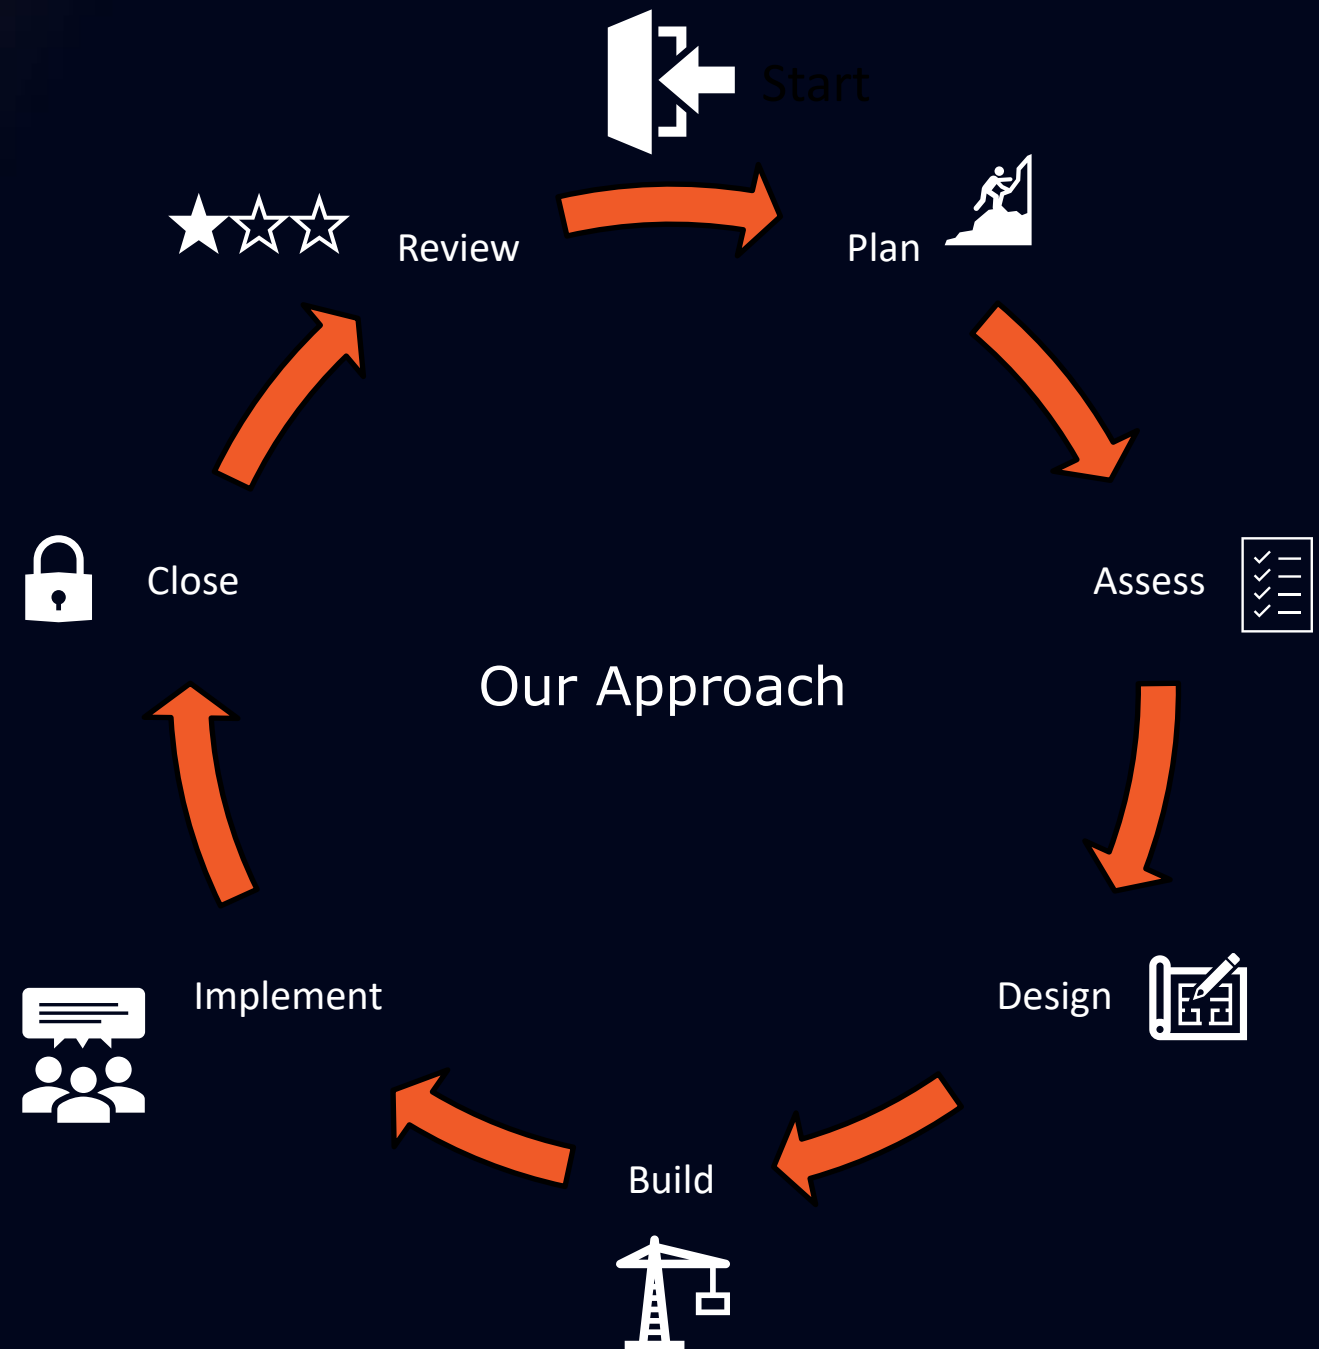 Start
Review
Plan
Close
Assess
Our Approach
Implement
Design
Build